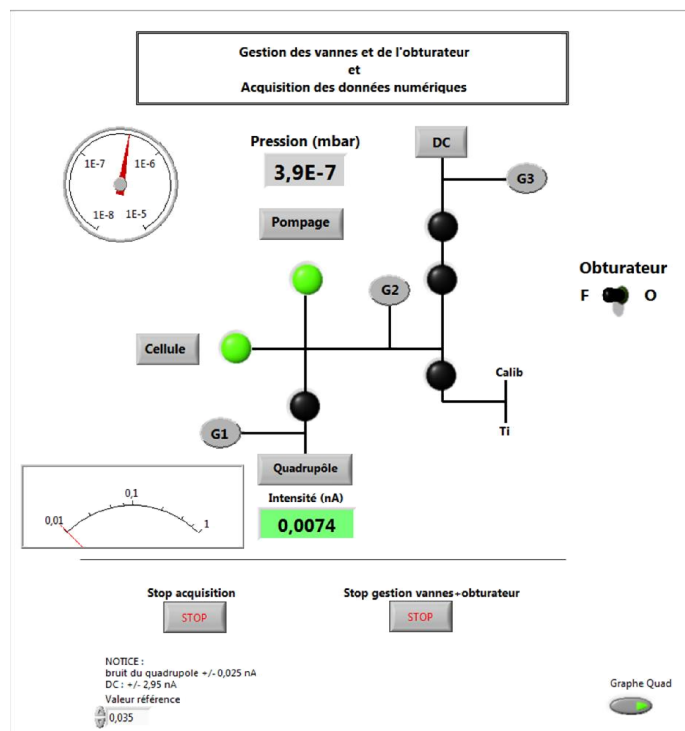 Gestion des vannes et de l'obturateur
et
Acquisition des données numériques
Pression (mbar)
3,9E-7
1E-7
1E-6
1E-8
1E-5
Pompage
DC
G3
Obturateur
F
O
G2
Cellule
Calib
Ti
G1
Quadrupôle
Intensité (nA)
0,0074
0,01
0,1
1
Stop acquisition
STOP
Stop gestion vannes+obturateur
STOP
NOTICE :
bruit du quadrupole +/- 0,025 nA
DC : +/- 2,95 nA
Valeur référence
0,035
Graphe Quad